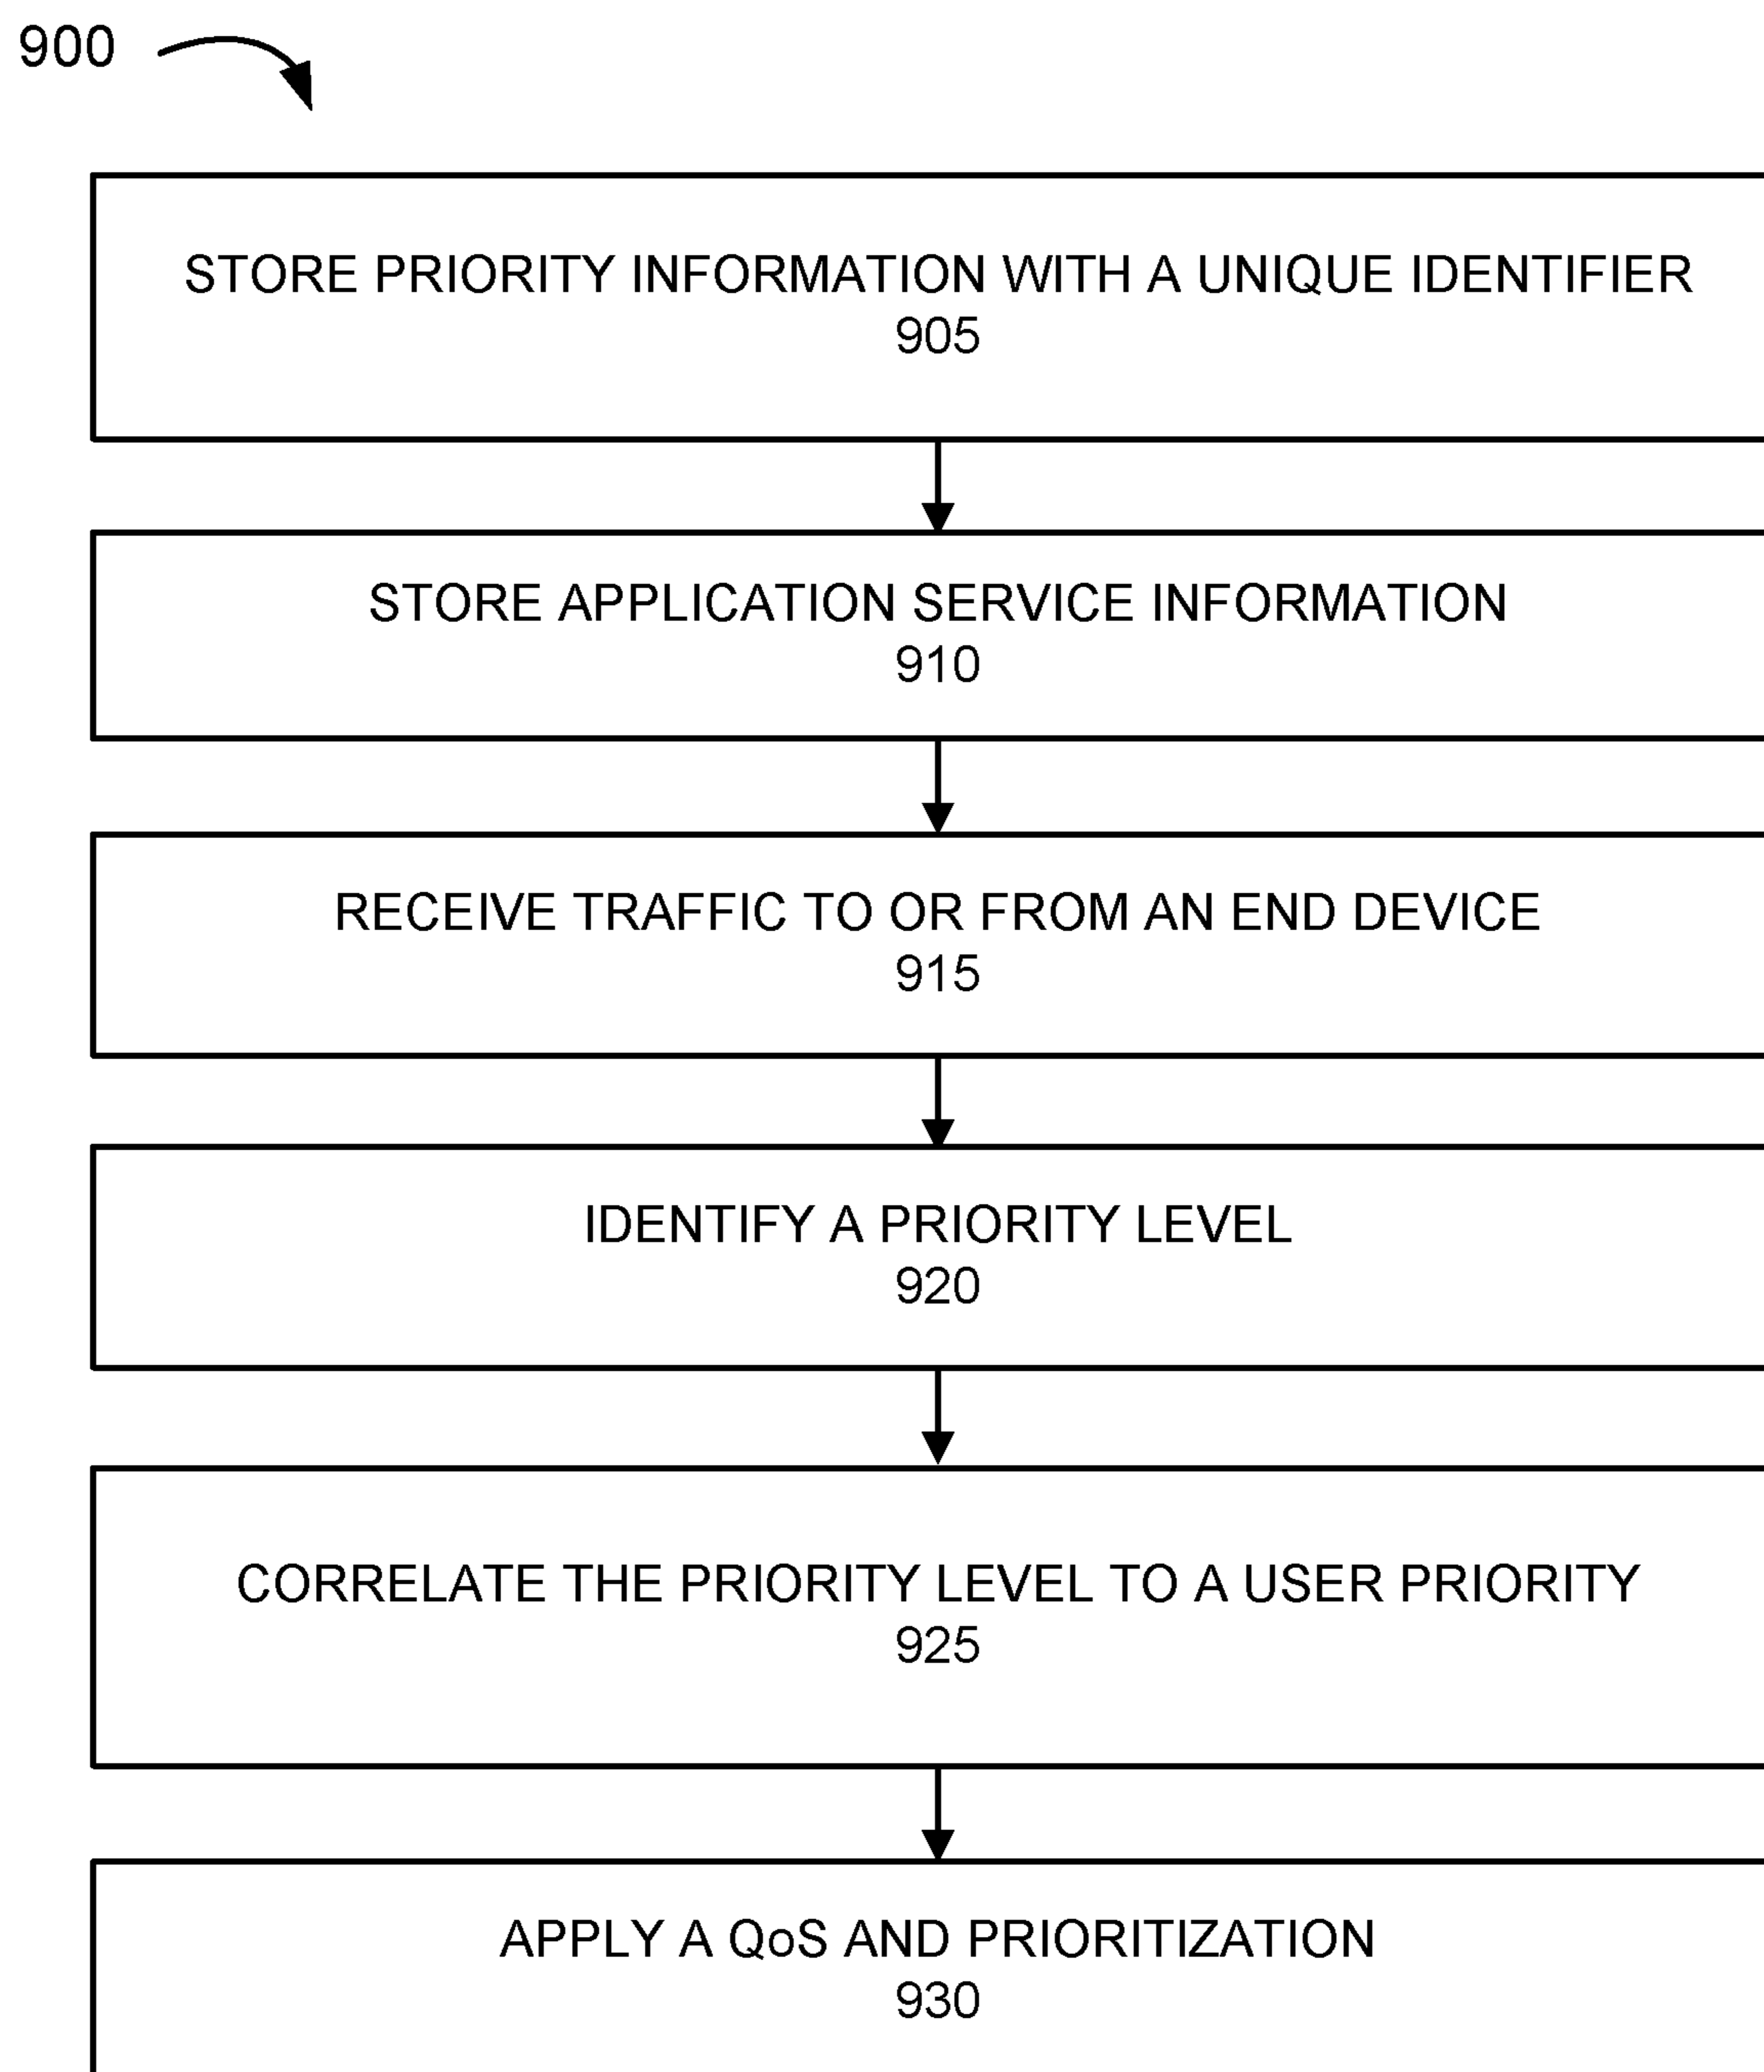 900
STORE PRIORITY INFORMATION WITH A UNIQUE IDENTIFIER
905
STORE APPLICATION SERVICE INFORMATION
910
RECEIVE TRAFFIC TO OR FROM AN END DEVICE
915
IDENTIFY A PRIORITY LEVEL
920
CORRELATE THE PRIORITY LEVEL TO A USER PRIORITY
925
APPLY A QoS AND PRIORITIZATION
930